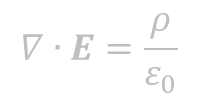 ∇ · E = ρ/ε₀